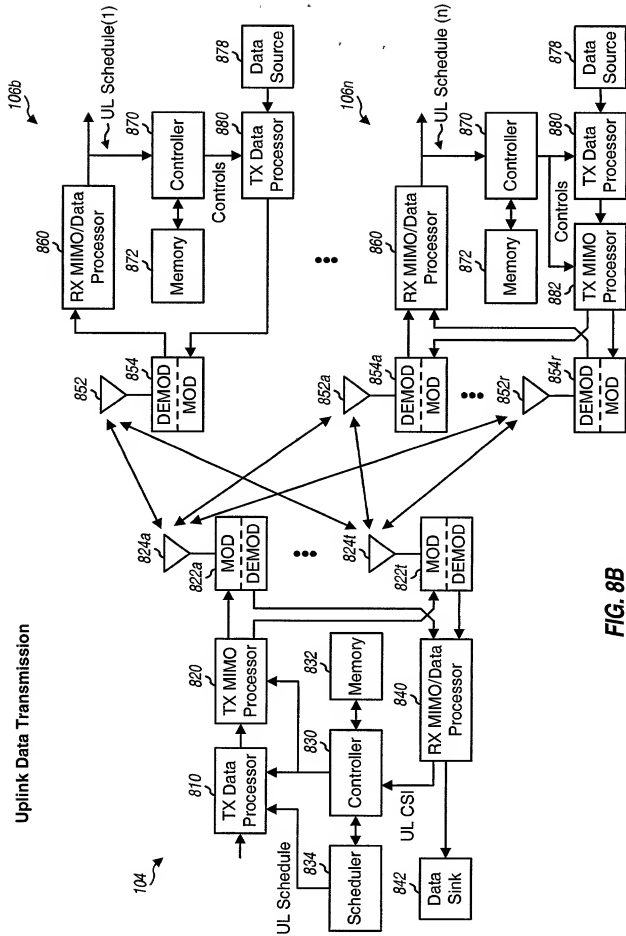 Uplink Data Transmission
104
810
TX Data
Processor
820
TX MIMO
Processor
UL Schedule
834
Scheduler
830
Controller
832
Memory
UL CSI
842
Data
Sink
840
RX MIMO/Data
Processor
824a
822a
MOD
DEMOD
824t
822t
MOD
DEMOD
852
854
DEMOD
MOD
106b
860
RX MIMO/Data
Processor
UL Schedule(1)
872
Memory
870
Controller
Controls
880
TX Data
Processor
878
Data
Source
852a
854a
DEMOD
MOD
852r
854r
DEMOD
MOD
106n
860
RX MIMO/Data
Processor
UL Schedule (n)
872
Memory
870
Controller
Controls
882
TX MIMO
Processor
880
TX Data
Processor
878
Data
Source
FIG. 8B